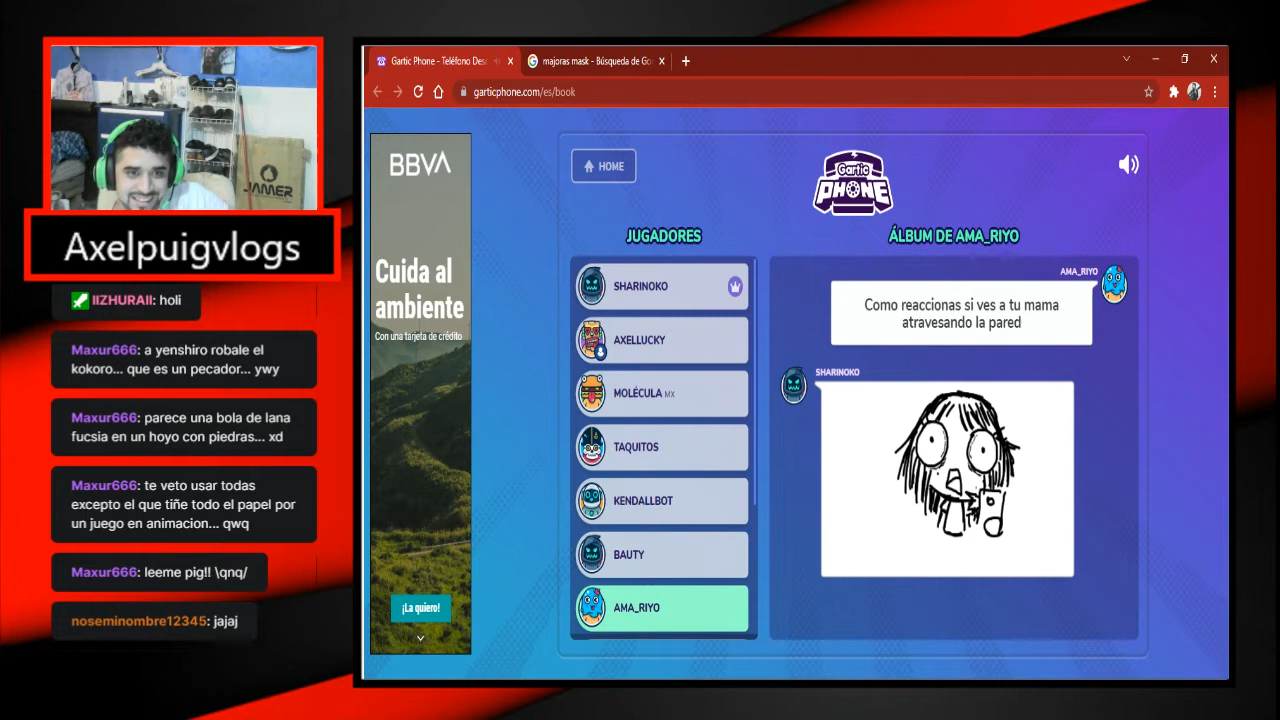 JAMER
Axelpuigvlogs
IIZHURAII: holi
Maxur666: a yenshiro robale el
kokoro... que es un pecador... ywy
Maxur666: parece una bola de lana
fucsia en un hoyo con piedras... xd
Maxur666: te veto usar todas
excepto el que tiñe todo el papel por
un juego en animacion... qwq
Maxur666: leeme pig!! \qnq/
noseminombre12345: jajaj
Gartic Phone - Teléfono Des
majoras mask - Búsqueda de Go
garticphone.com/es/book
BBVA
Cuida al
ambiente
Con una tarjeta de crédito
¡La quiero!
HOME
Gartic
PHONE
JUGADORES
SHARINOKO
AXELLUCKY
MOLÉCULA MX
TAQUITOS
KENDALLBOT
BAUTY
AMA_RIYO
ÁLBUM DE AMA_RIYO
AMA_RIYO
Como reaccionas si ves a tu mama
atravesando la pared
SHARINOKO